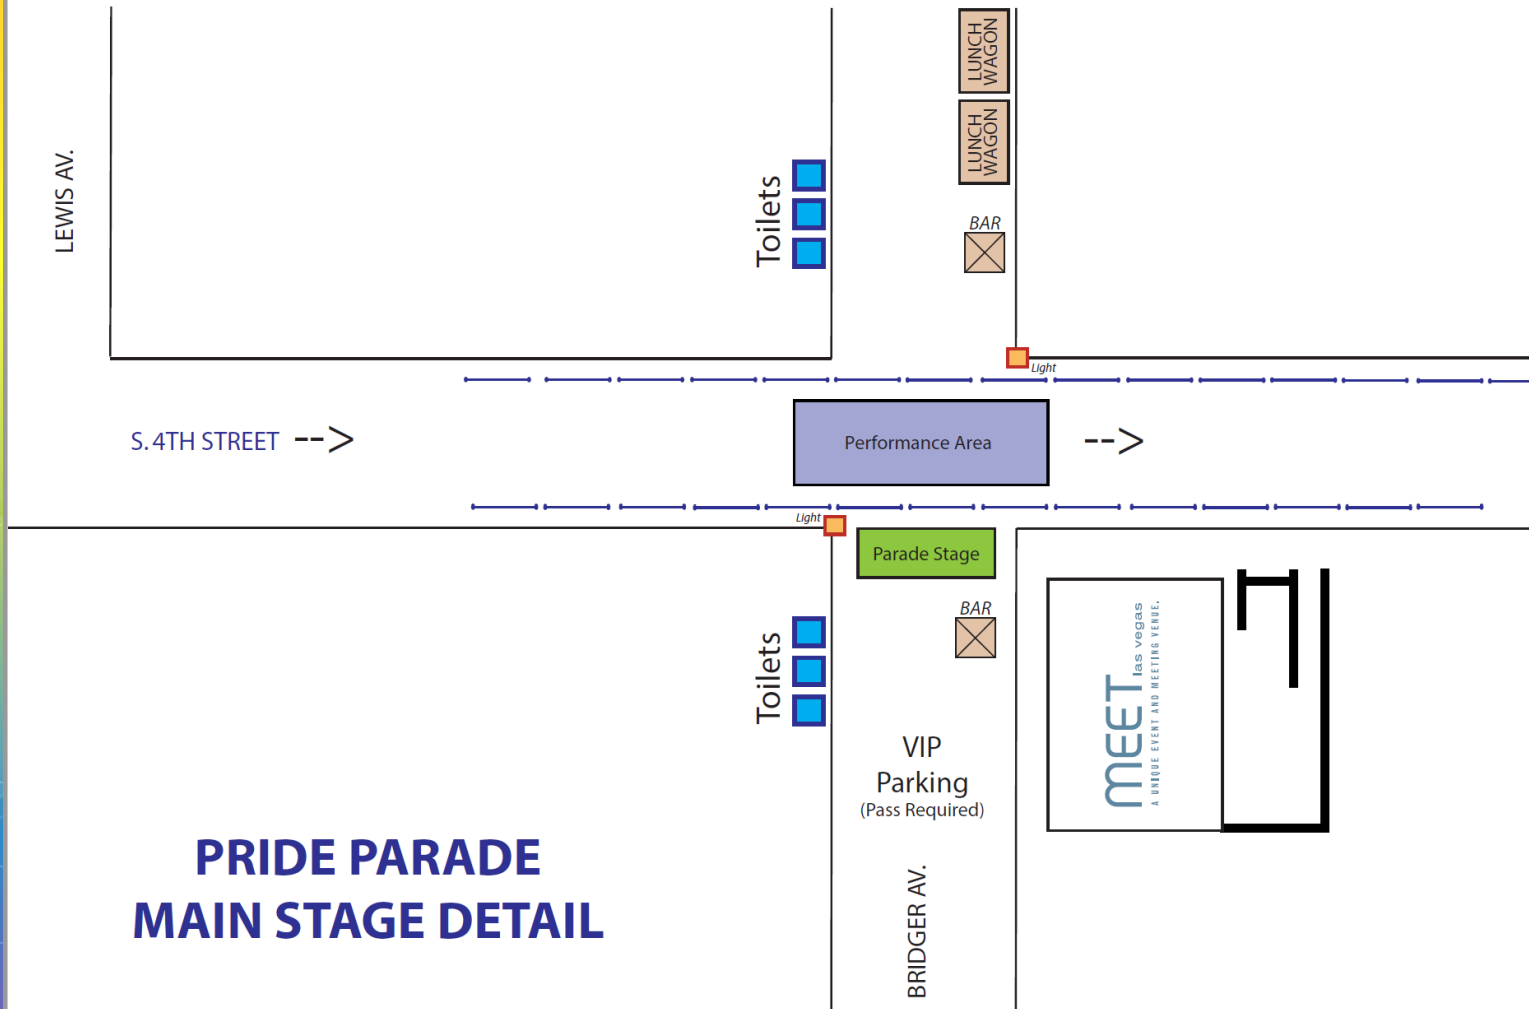 LUNCH
WAGON
LUNCH
WAGON
LEWIS AV.
Toilets
BAR
Light
S. 4TH STREET -->
Performance Area
-->
Light
Parade Stage
BAR
Toilets
MEET
las vegas
A UNIQUE EVENT AND MEETING VENUE.
VIP
Parking
(Pass Required)
BRIDGER AV.
PRIDE PARADE
MAIN STAGE DETAIL